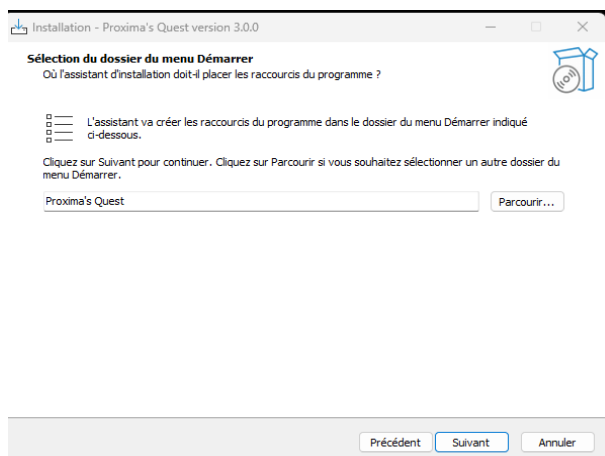 Installation - Proxima's Quest version 3.0.0
Sélection du dossier du menu Démarrer
Où l'assistant d'installation doit-il placer les raccourcis du programme ?
L'assistant va créer les raccourcis du programme dans le dossier du menu Démarrer indiqué
ci-dessous.
Cliquez sur Suivant pour continuer. Cliquez sur Parcourir si vous souhaitez sélectionner un autre dossier du
menu Démarrer.
Proxima's Quest
Parcourir...
Précédent
Suivant
Annuler